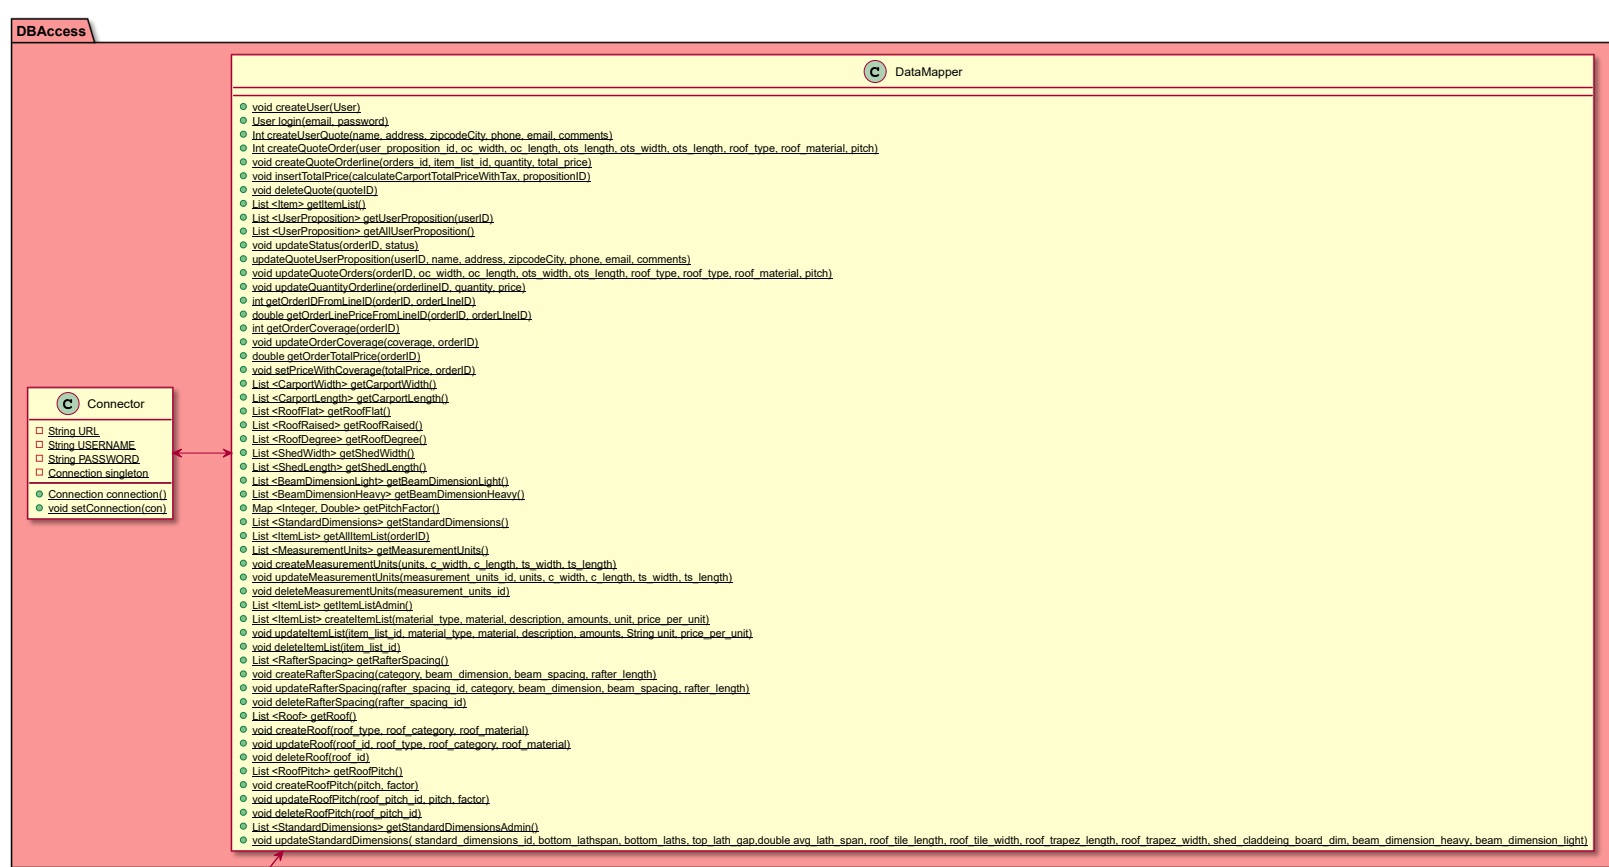 DBAccess
C DataMapper
void createUser(User)
User login(email, password)
Int createUserQuote(name, address, zipcodeCity, phone, email, comments)
Int createQuoteOrder(user_proposition_id, oc_width, oc_length, ots_length, ots_width, ots_length, roof_type, roof_material, pitch)
void createQuoteOrderline(orders_id, item_list_id, quantity, total_price)
void insertTotalPrice(calculateCarportTotalPriceWithTax, propositionID)
void deleteQuote(quoteID)
List <Item> getItemList()
List <UserProposition> getUserProposition(userID)
List <UserProposition> getAllUserProposition()
void updateStatus(orderID, status)
updateQuoteUserProposition(userID, name, address, zipcodeCity, phone, email, comments)
void updateQuoteOrders(orderID, oc_width, oc_length, ots_width, ots_length, roof_type, roof_type, roof_material, pitch)
void updateQuantityOrderline(orderlineID, quantity, price)
int getOrderIDFromLineID(orderID, orderLIneID)
double getOrderLinePriceFromLineID(orderID, orderLIneID)
int getOrderCoverage(orderID)
void updateOrderCoverage(coverage, orderID)
double getOrderTotalPrice(orderID)
void setPriceWithCoverage(totalPrice, orderID)
List <CarportWidth> getCarportWidth()
List <CarportLength> getCarportLength()
List <RoofFlat> getRoofFlat()
List <RoofRaised> getRoofRaised()
List <RoofDegree> getRoofDegree()
List <ShedWidth> getShedWidth()
List <ShedLength> getShedLength()
List <BeamDimensionLight> getBeamDimensionLight()
List <BeamDimensionHeavy> getBeamDimensionHeavy()
Map <Integer, Double> getPitchFactor()
List <StandardDimensions> getStandardDimensions()
List <ItemList> getAllItemList(orderID)
List <MeasurementUnits> getMeasurementUnits()
void createMeasurementUnits(units, c_width, c_length, ts_width, ts_length)
void updateMeasurementUnits(measurement_units_id, units, c_width, c_length, ts_width, ts_length)
void deleteMeasurementUnits(measurement_units_id)
List <ItemList> getItemListAdmin()
List <ItemList> createItemList(material_type, material, description, amounts, unit, price_per_unit)
void updateItemList(item_list_id, material_type, material, description, amounts, String unit, price_per_unit)
void deleteItemList(item_list_id)
List <RafterSpacing> getRafterSpacing()
void createRafterSpacing(category, beam_dimension, beam_spacing, rafter_length)
void updateRafterSpacing(rafter_spacing_id, category, beam_dimension, beam_spacing, rafter_length)
void deleteRafterSpacing(rafter_spacing_id)
List <Roof> getRoof()
void createRoof(roof_type, roof_category, roof_material)
void updateRoof(roof_id, roof_type, roof_category, roof_material)
void deleteRoof(roof_id)
List <RoofPitch> getRoofPitch()
void createRoofPitch(pitch, factor)
void updateRoofPitch(roof_pitch_id, pitch, factor)
void deleteRoofPitch(roof_pitch_id)
List <StandardDimensions> getStandardDimensionsAdmin()
void updateStandardDimensions( standard_dimensions_id, bottom_lathspan, bottom_laths, top_lath_gap,double avg_lath_span, roof_tile_length, roof_tile_width, roof_trapez_length, roof_trapez_width, shed_claddeing_board_dim, beam_dimension_heavy, beam_dimension_light)
C Connector
String URL
String USERNAME
String PASSWORD
Connection singleton
Connection connection()
void setConnection(con)